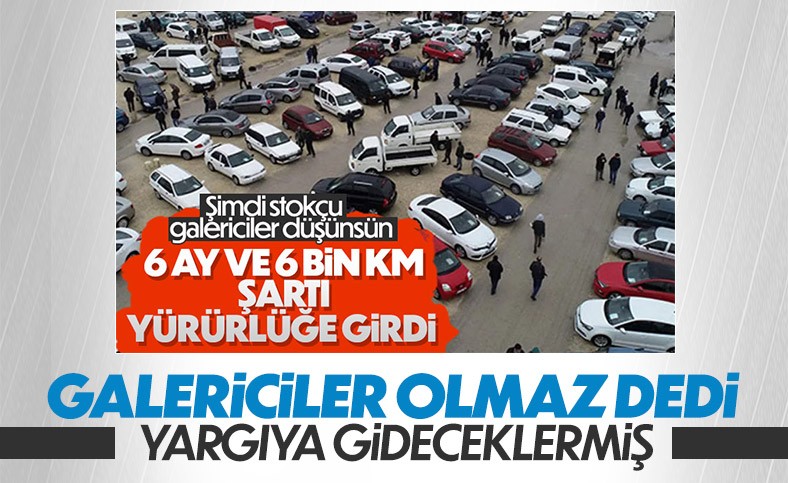 Şimdi stokçu
galericiler düşünsün
6 AY VE 6 BİN KM
ŞARTI
YÜRÜRLÜĞE GİRDİ
GALERİCİLER OLMAZ DEDİ
YARGIYA GİDECEKLERMİŞ